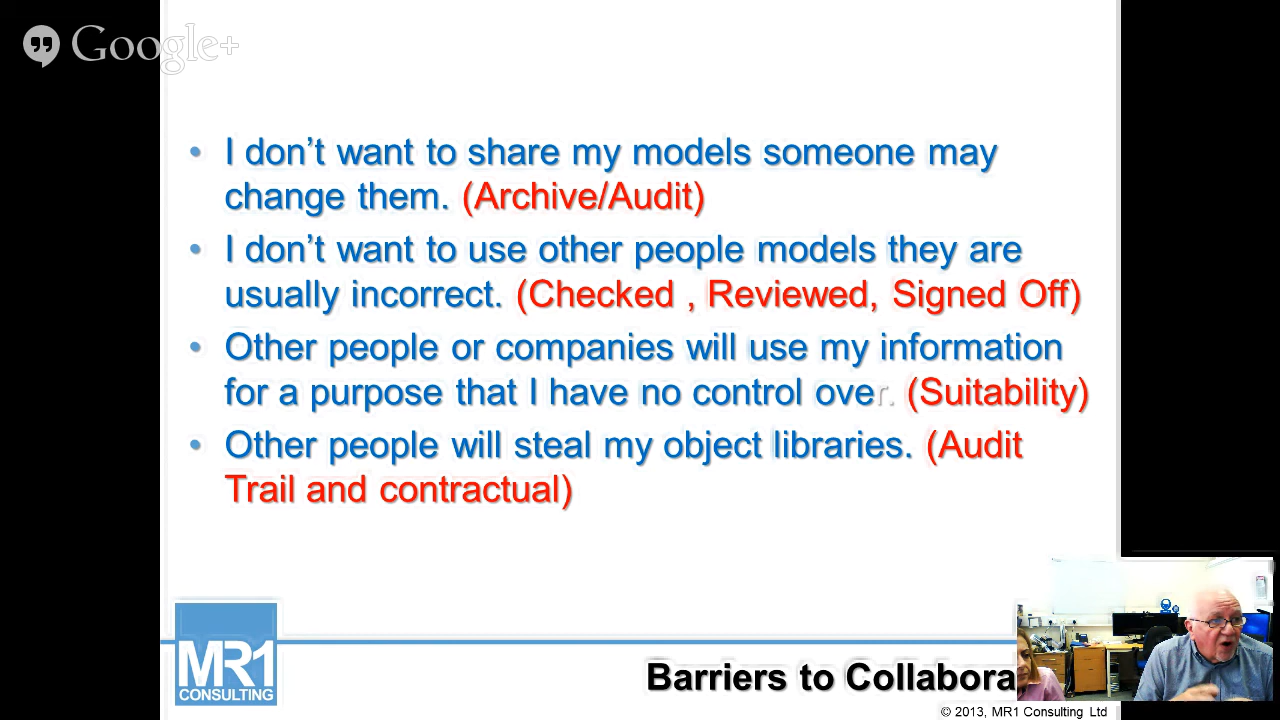 Google+
• I don’t want to share my models someone may
change them. (Archive/Audit)
• I don’t want to use other people models they are
usually incorrect. (Checked , Reviewed, Signed Off)
• Other people or companies will use my information
for a purpose that I have no control over. (Suitability)
• Other people will steal my object libraries. (Audit
Trail and contractual)
MR1
CONSULTING
Barriers to Collabora
© 2013, MR1 Consulting Ltd